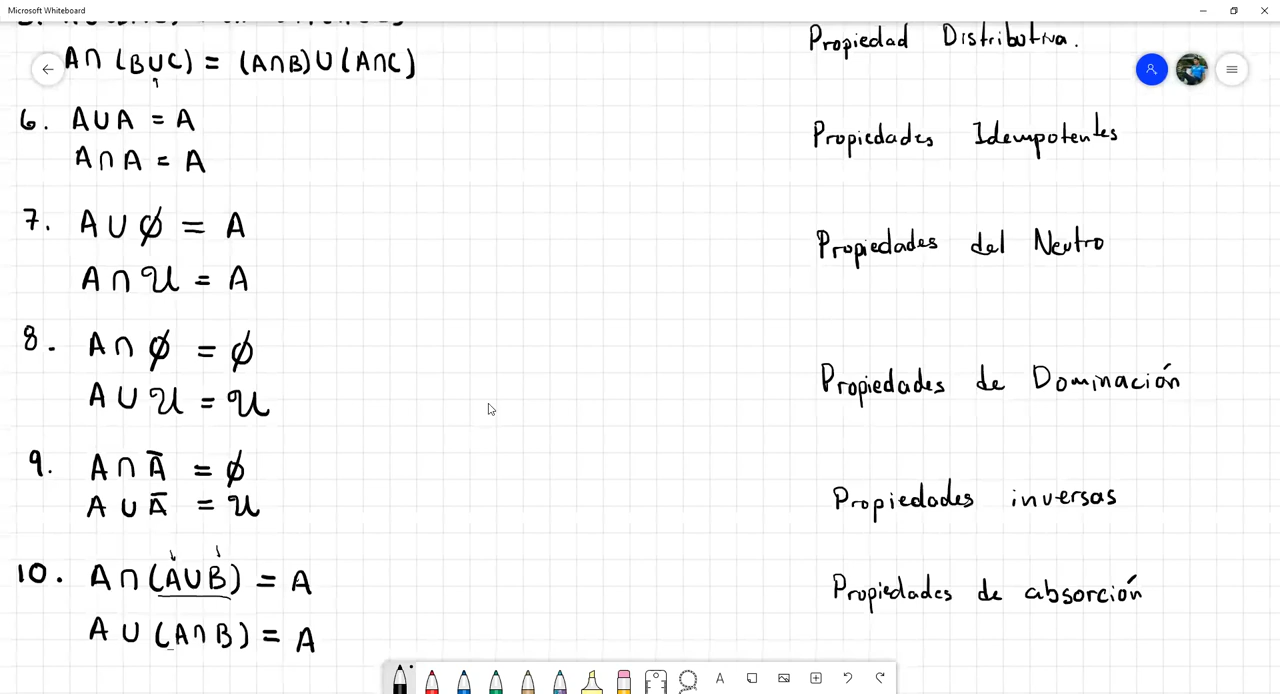 Microsoft Whiteboard
A∩(B∪C) = (A∩B)∪(A∩C)
Propiedad Distributiva.
6. A∪A = A
A∩A = A
Propiedades Idempotentes
7. A∪∅ = A
A∩𝒰 = A
Propiedades del Neutro
8. A∩∅ = ∅
A∪𝒰 = 𝒰
Propiedades de Dominación
9. A∩Ā = ∅
A∪Ā = 𝒰
Propiedades inversas
10. A∩(A∪B) = A
A∪(A∩B) = A
Propiedades de absorción
A